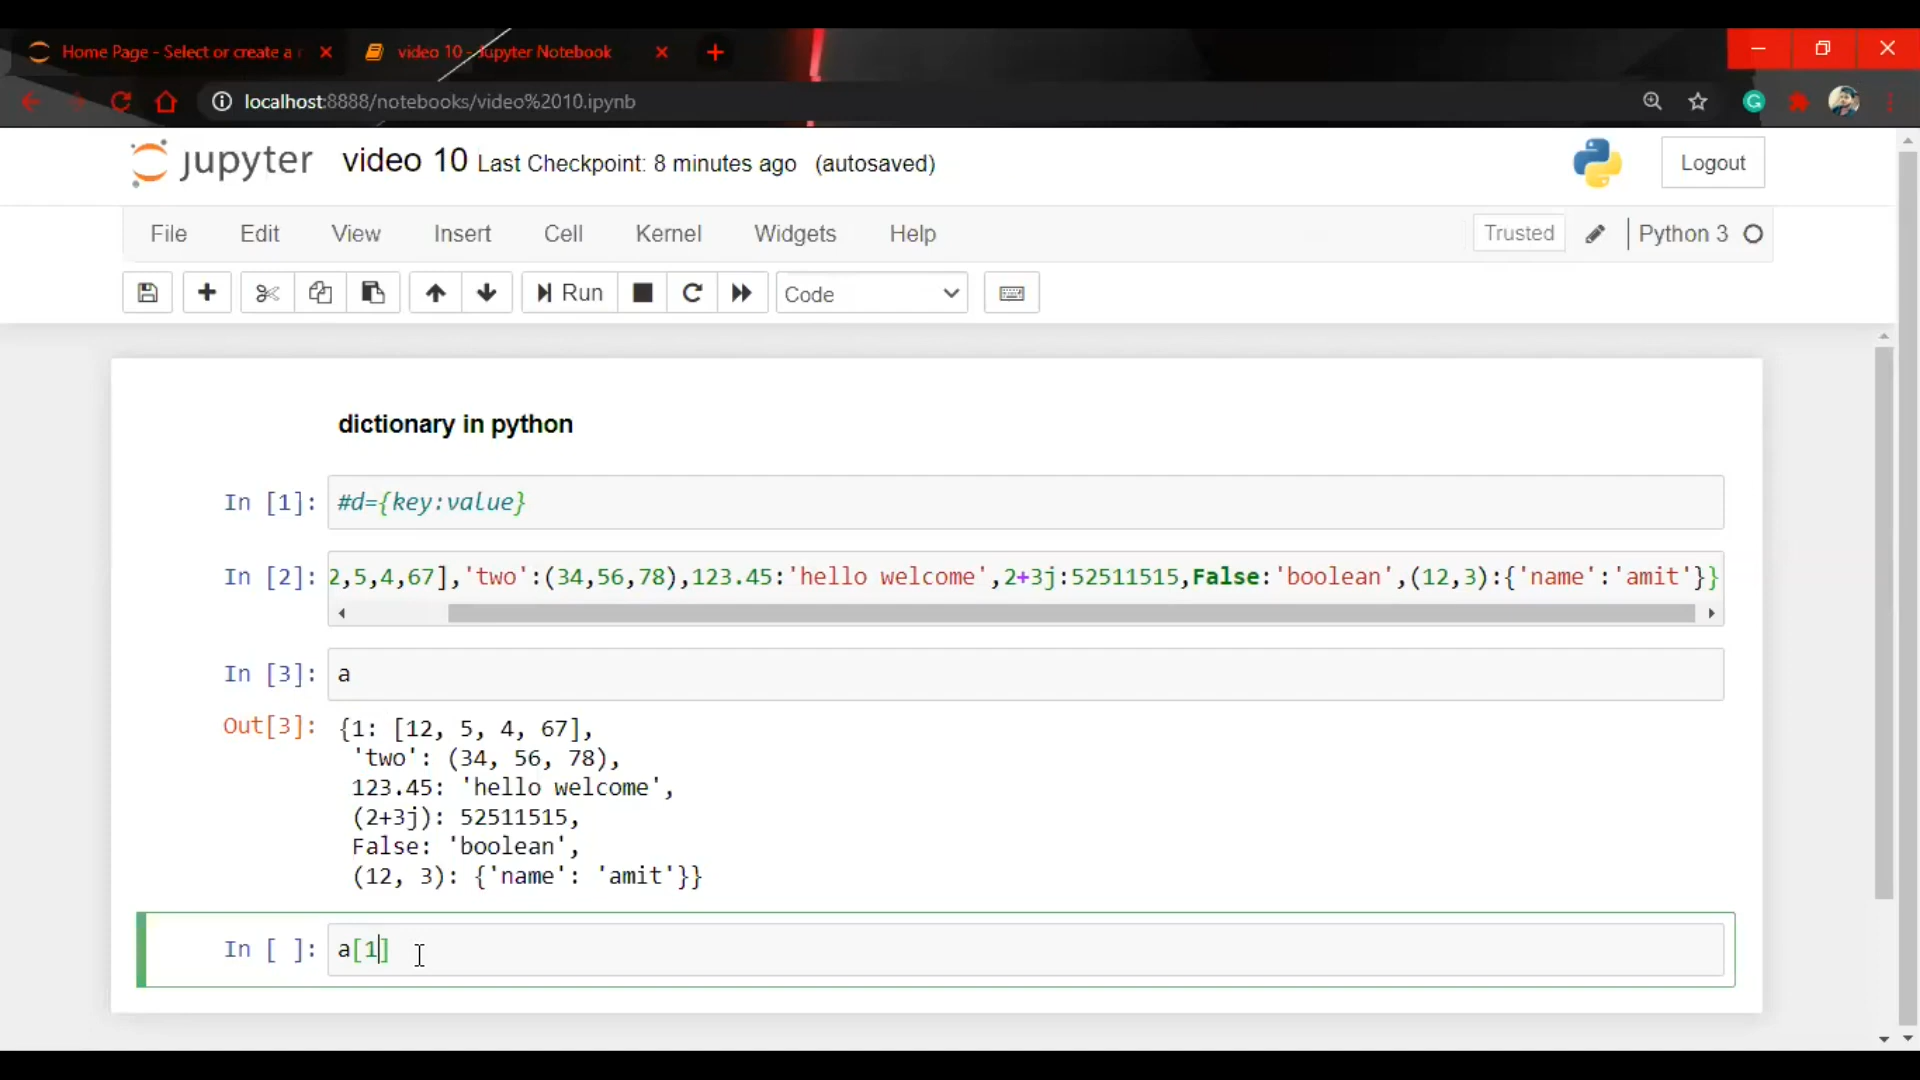 Home Page - Select or create a r
video 10 - Jupyter Notebook
localhost:8888/notebooks/video%2010.ipynb
G
jupyter video 10 Last Checkpoint: 8 minutes ago (autosaved)
Logout
File Edit View Insert Cell Kernel Widgets Help
Trusted Python 3
Run Code
dictionary in python
In [1]: #d={key:value}
In [2]: 2,5,4,67],'two':(34,56,78),123.45:'hello welcome',2+3j:52511515,False:'boolean',(12,3):{'name':'amit'}}
In [3]: a
Out[3]: {1: [12, 5, 4, 67],
'two': (34, 56, 78),
123.45: 'hello welcome',
(2+3j): 52511515,
False: 'boolean',
(12, 3): {'name': 'amit'}}
In [ ]: a[1]